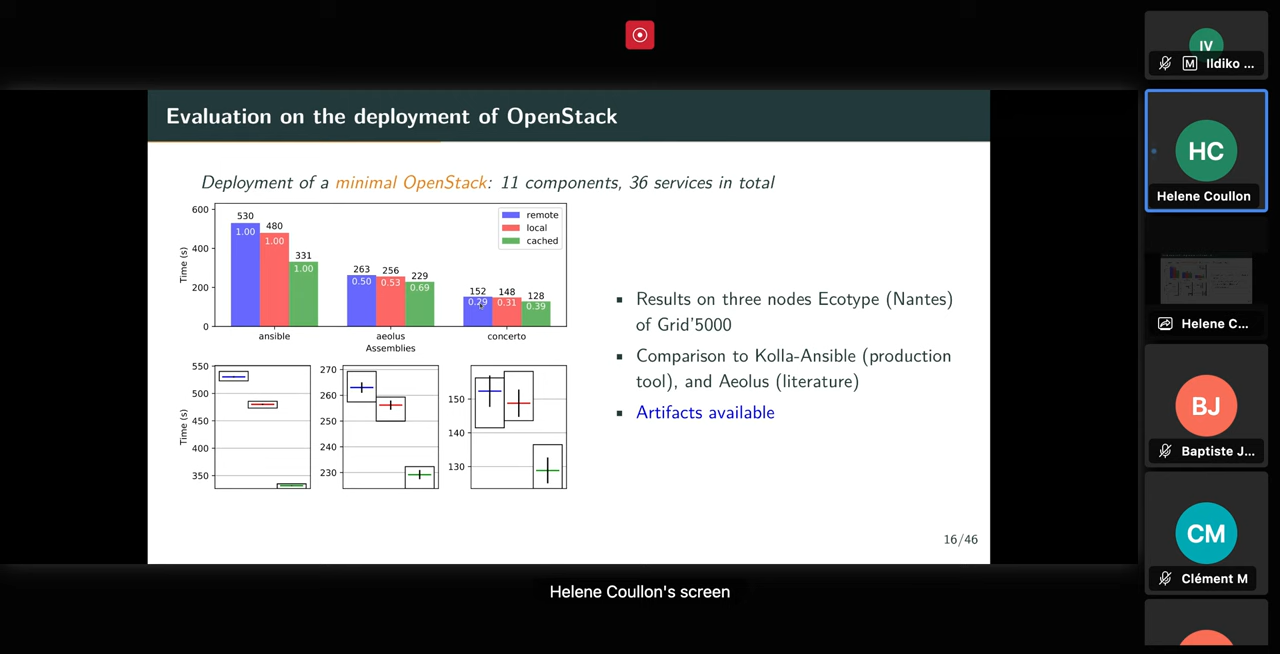 Evaluation on the deployment of OpenStack
Deployment of a minimal OpenStack: 11 components, 36 services in total
600
400
200
0
Time (s)
530
1.00
480
1.00
331
1.00
263
0.50
256
0.53
229
0.69
152
0.29
148
0.31
128
0.39
remote
local
cached
ansible
aeolus
concerto
Assemblies
550
500
450
400
350
Time (s)
270
260
250
240
230
150
140
130
▪ Results on three nodes Ecotype (Nantes)
of Grid'5000
▪ Comparison to Kolla-Ansible (production
tool), and Aeolus (literature)
▪ Artifacts available
16/46
Helene Coullon's screen
IV
M Ildiko ...
HC
Helene Coullon
Helene C...
BJ
Baptiste J...
CM
Clément M